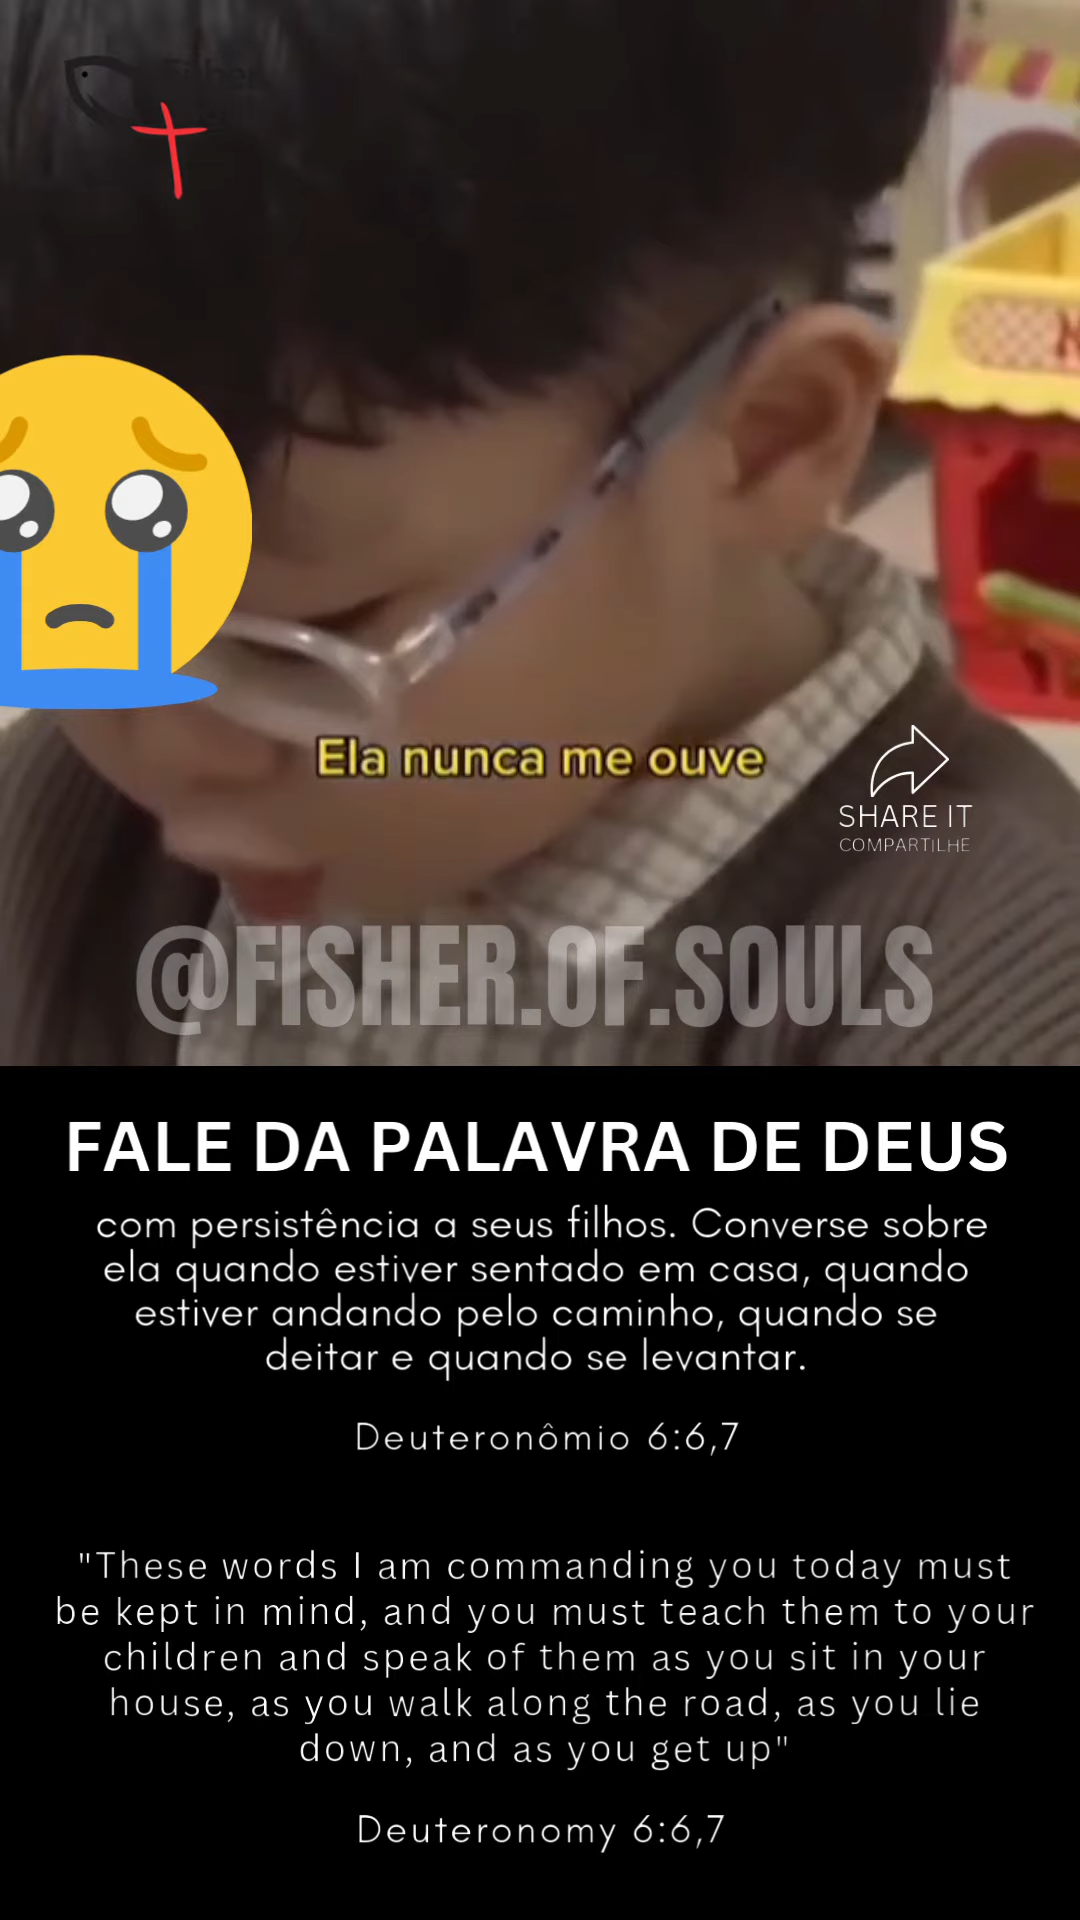 Ela nunca me ouve
SHARE IT
COMPARTILHE
@FISHER.OF.SOULS
FALE DA PALAVRA DE DEUS
com persistência a seus filhos. Converse sobre
ela quando estiver sentado em casa, quando
estiver andando pelo caminho, quando se
deitar e quando se levantar.
Deuteronômio 6:6,7
"These words I am commanding you today must
be kept in mind, and you must teach them to your
children and speak of them as you sit in your
house, as you walk along the road, as you lie
down, and as you get up"
Deuteronomy 6:6,7